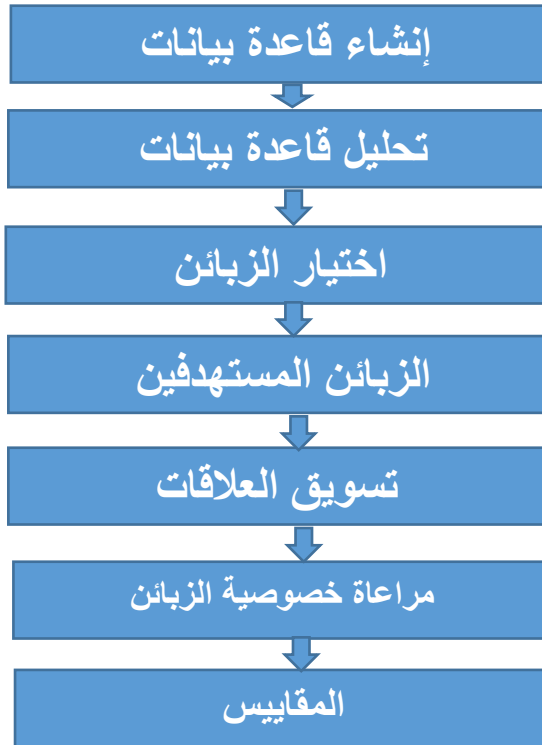 إنشاء قاعدة بيانات
تحليل قاعدة بيانات
اختيار الزبائن
الزبائن المستهدفين
تسويق العلاقات
مراعاة خصوصية الزبائن
المقاييس